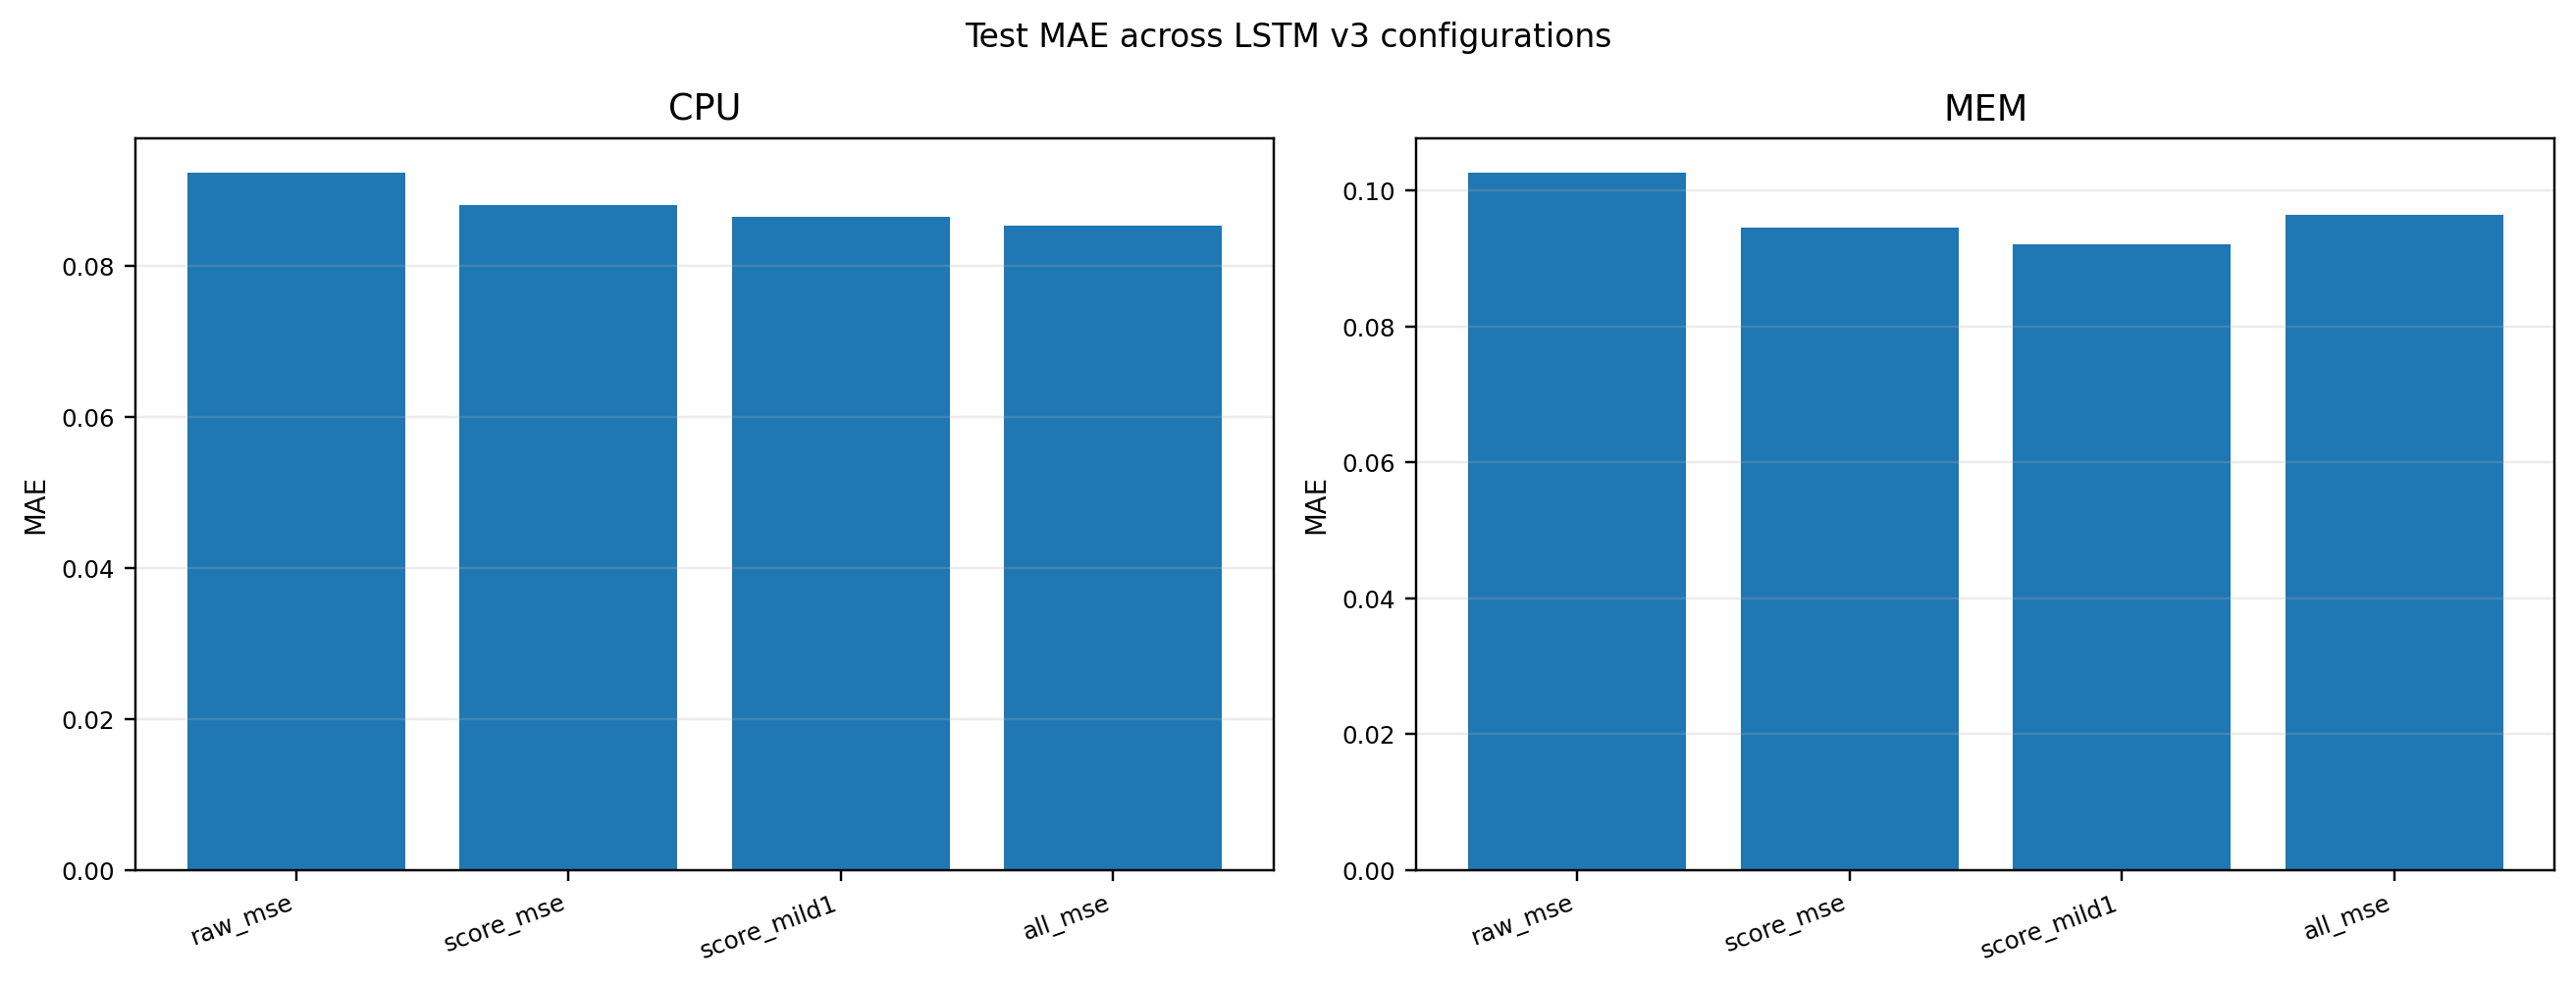 Test MAE across LSTM v3 configurations
CPU
MAE
0.08
0.06
0.04
0.02
0.00
raw_mse
score_mse
score_mild1
all_mse
MEM
MAE
0.10
0.08
0.06
0.04
0.02
0.00
raw_mse
score_mse
score_mild1
all_mse